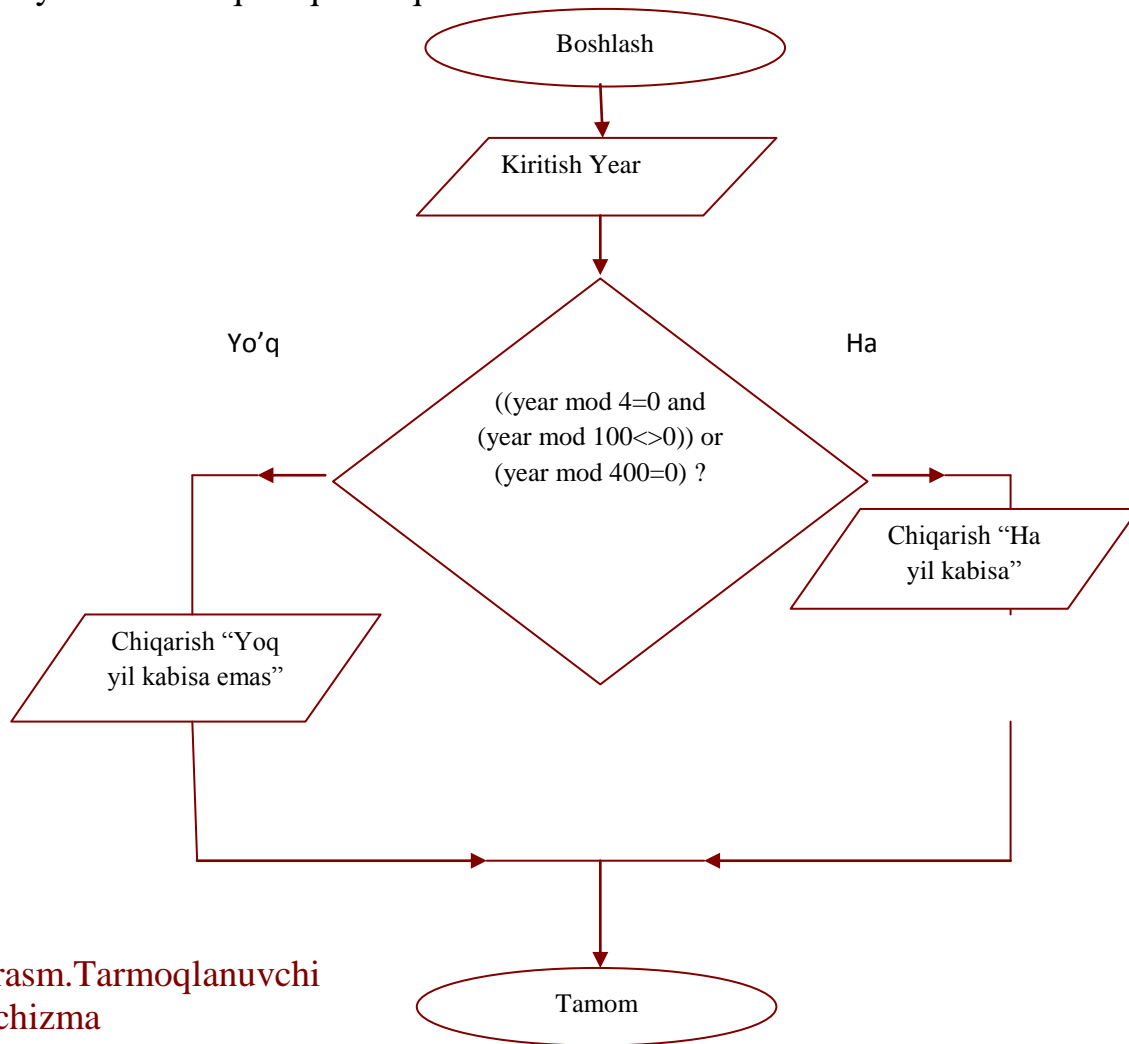 Boshlash
Kiritish Year
Yo’q
Ha
((year mod 4=0 and
(year mod 100<>0)) or
(year mod 400=0) ?
Chiqarish “Ha
yil kabisa”
Chiqarish “Yoq
yil kabisa emas”
rasm.Tarmoqlanuvchi
chizma
Tamom